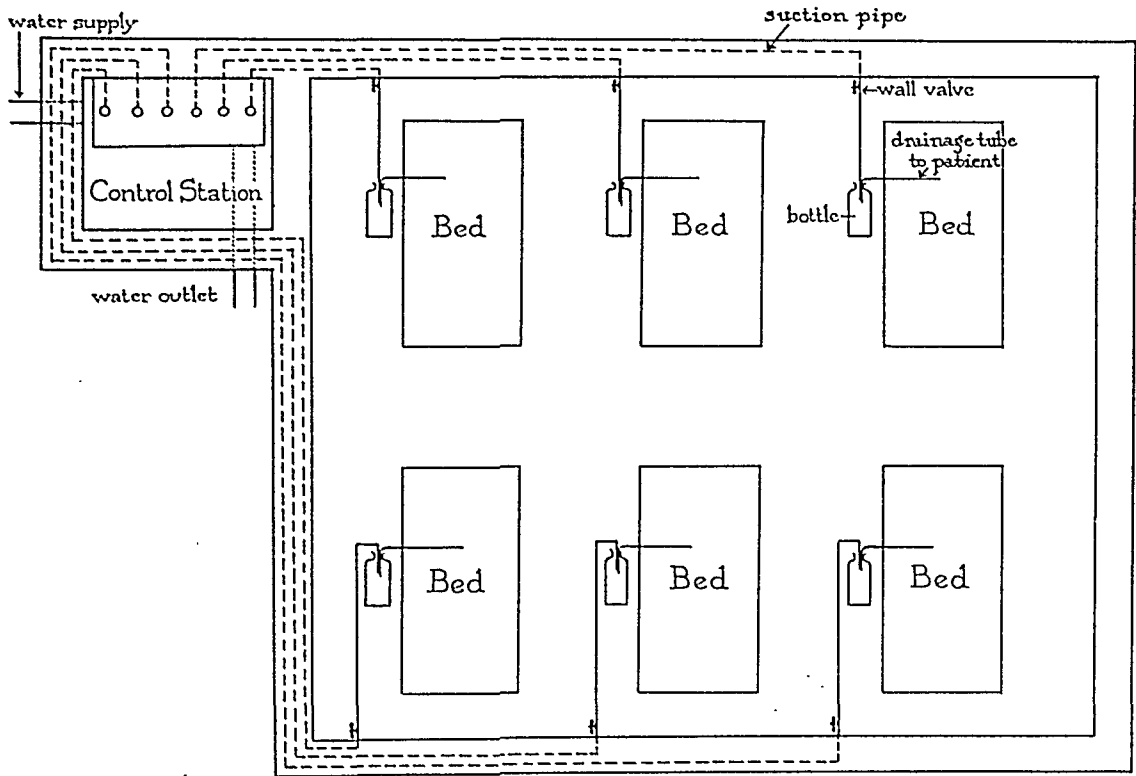 water supply
suction pipe
wall valve
drainage tube
to patient
Control Station
bottle
Bed
Bed
Bed
water outlet
Bed
Bed
Bed